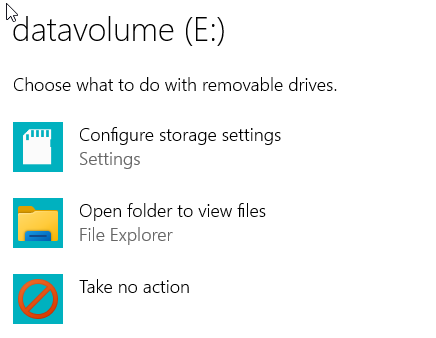 datavolume (E:)
Choose what to do with removable drives.
Configure storage settings
Settings
Open folder to view files
File Explorer
Take no action